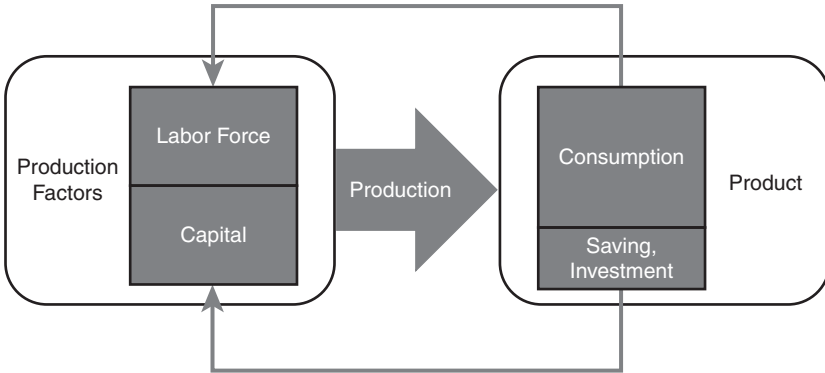 Production
Factors
Labor Force
Capital
Production
Consumption
Saving,
Investment
Product